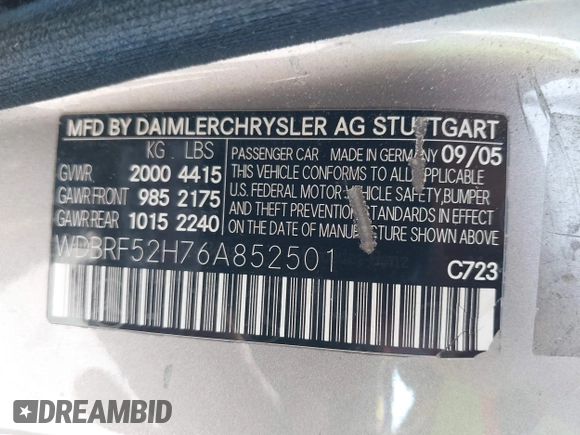 MFD BY DAIMLERCHRYSLER AG STUTTGART
KG LBS
GVWR 2000 4415
GAWR FRONT 985 2175
GAWR REAR 1015 2240
PASSENGER CAR MADE IN GERMANY 09/05
THIS VEHICLE CONFORMS TO ALL APPLICABLE
U.S. FEDERAL MOTOR VEHICLE SAFETY, BUMPER
AND THEFT PREVENTION STANDARDS IN EFFECT
ON THE DATE OF MANUFACTURE SHOWN ABOVE
WDBRF52H76A852501
C723
DREAMBID